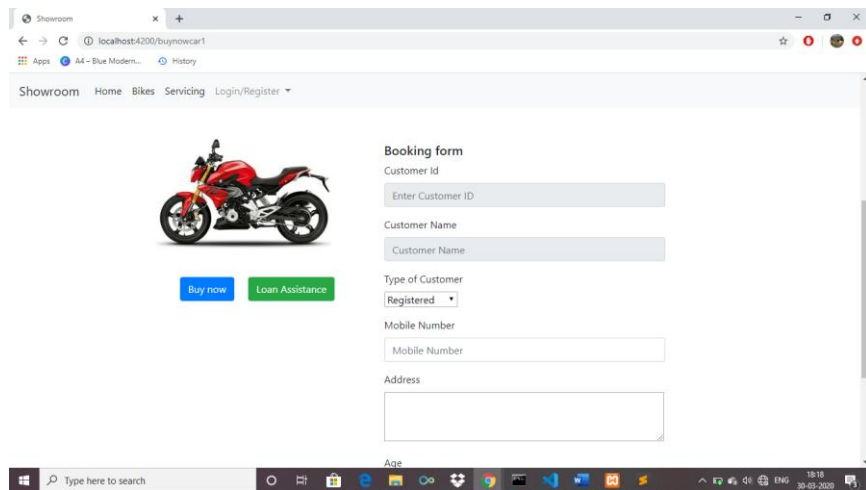 Showroom
localhost:4200/buynowcar1
Apps A4 – Blue Modern... History
Showroom Home Bikes Servicing Login/Register
Booking form
Customer Id
Enter Customer ID
Customer Name
Customer Name
Type of Customer
Registered
Mobile Number
Mobile Number
Address
Age
Buy now Loan Assistance
Type here to search
ENG
18:18
30-03-2020